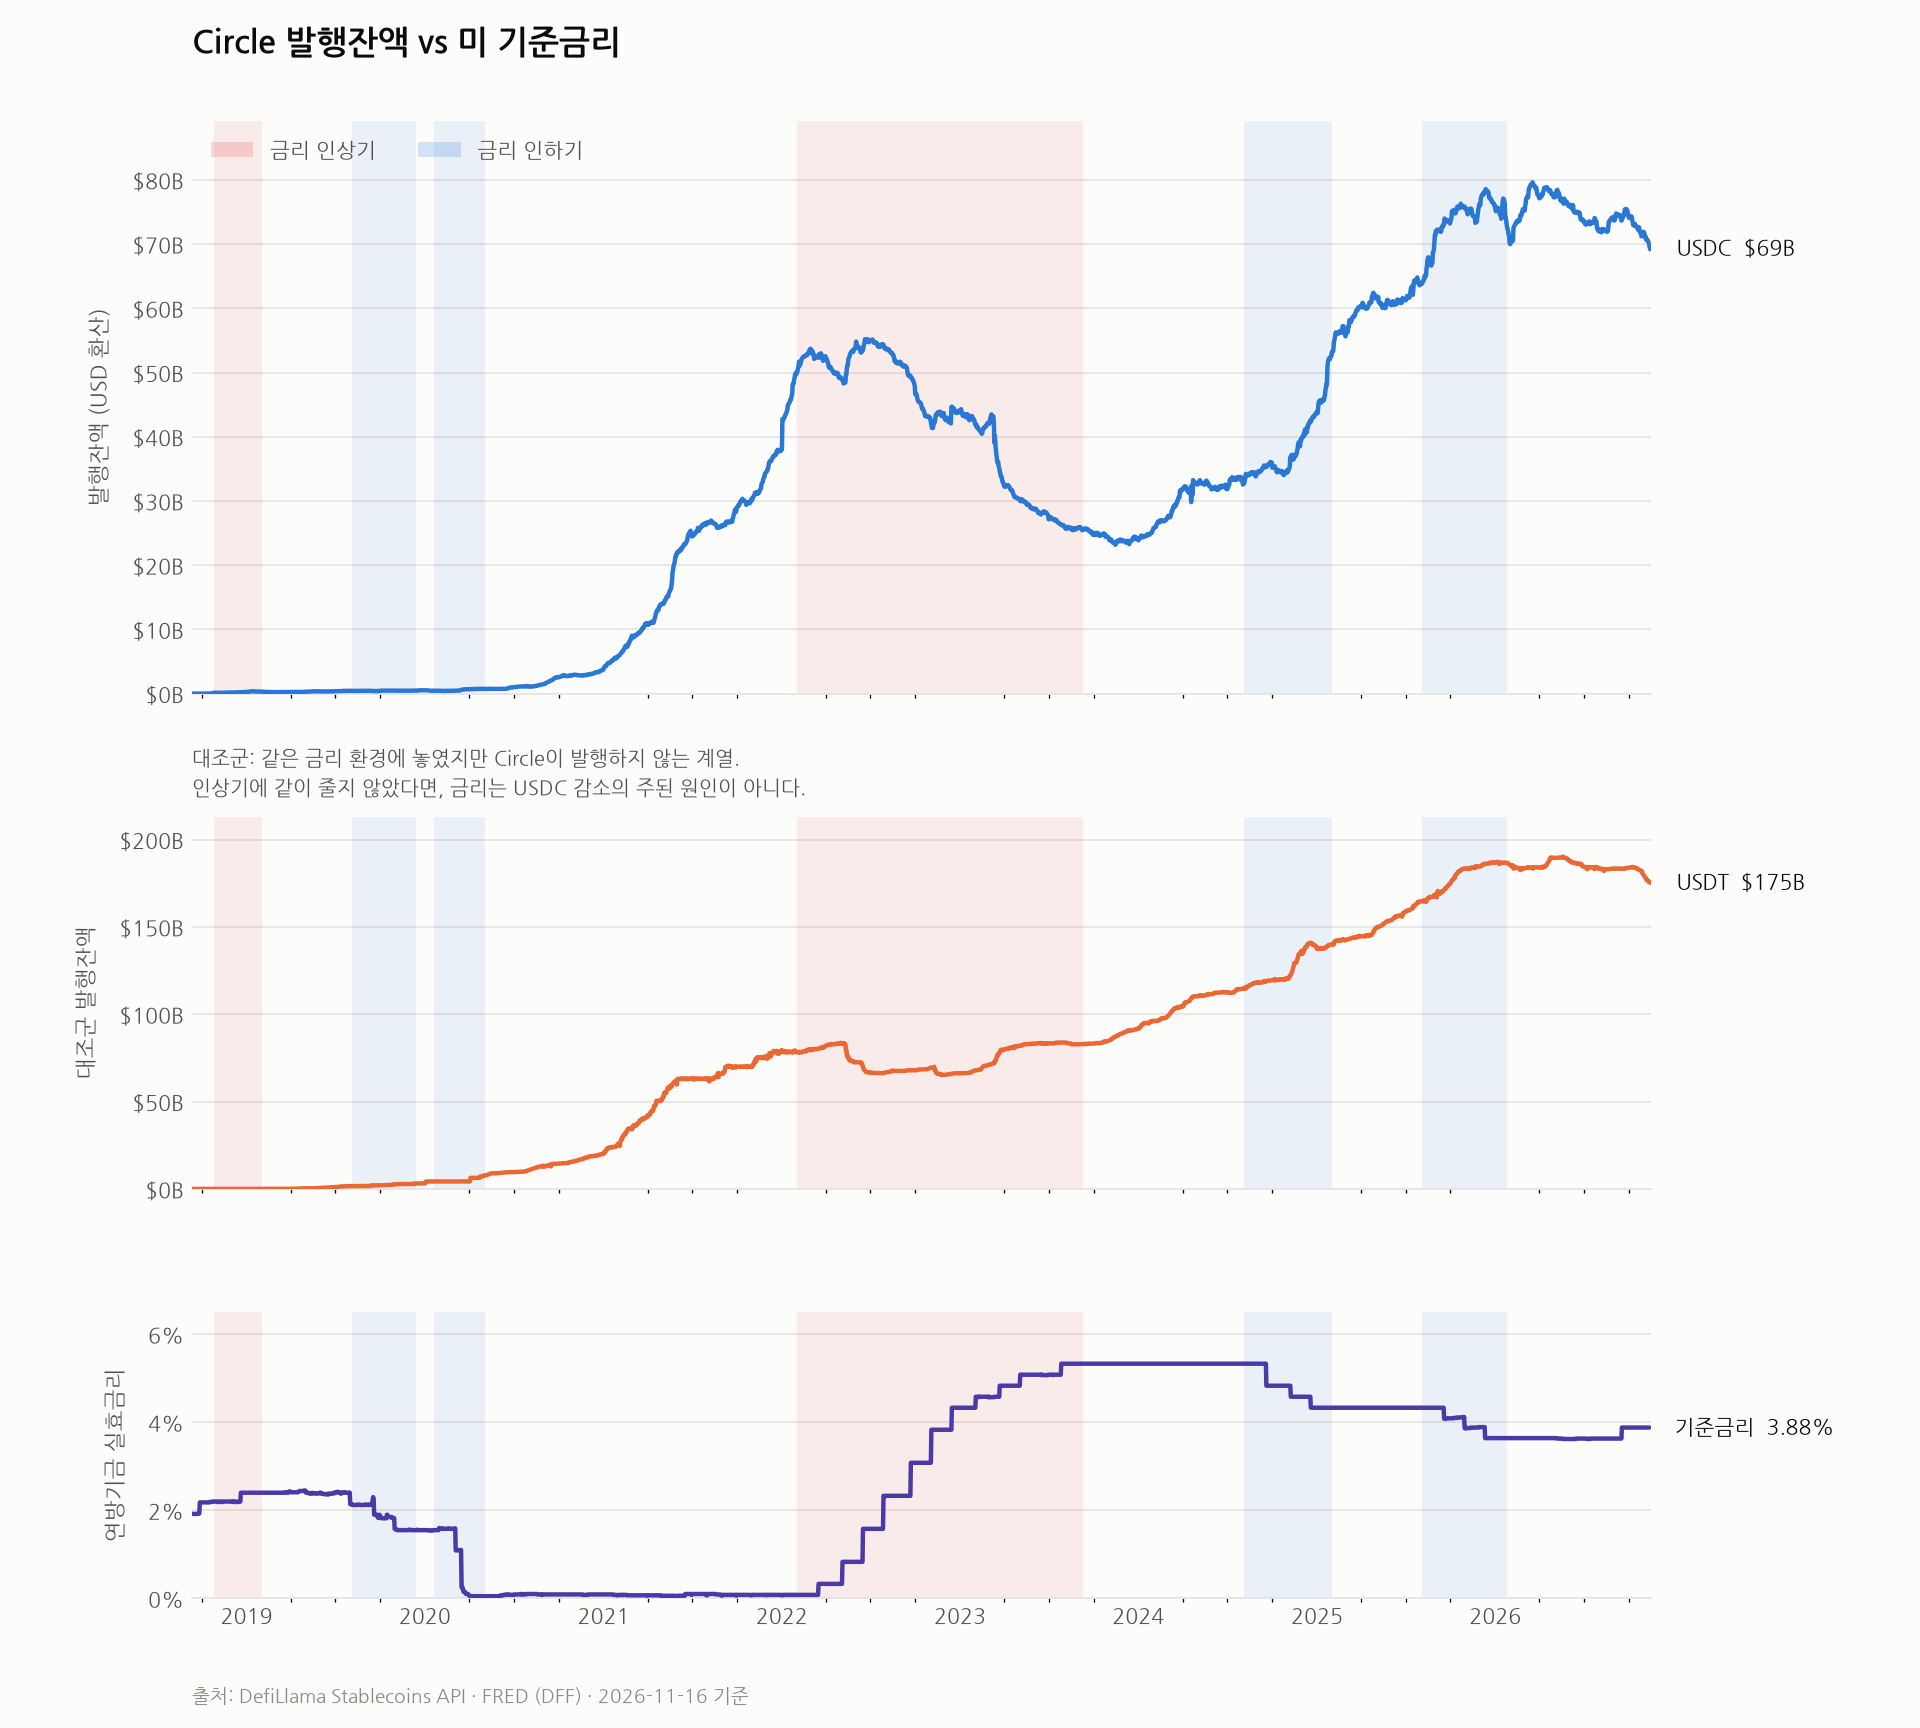 Circle 발행잔액 vs 미 기준금리
금리 인상기
금리 인하기
$80B
$70B
$60B
$50B
$40B
$30B
$20B
$10B
$0B
발행잔액 (USD 환산)
USDC $69B
대조군: 같은 금리 환경에 놓였지만 Circle이 발행하지 않는 계열.
인상기에 같이 줄지 않았다면, 금리는 USDC 감소의 주된 원인이 아니다.
$200B
$150B
$100B
$50B
$0B
대조군 발행잔액
USDT $175B
6%
4%
2%
0%
연방기금 실효금리
기준금리 3.88%
2019
2020
2021
2022
2023
2024
2025
2026
출처: DefiLlama Stablecoins API · FRED (DFF) · 2026-11-16 기준